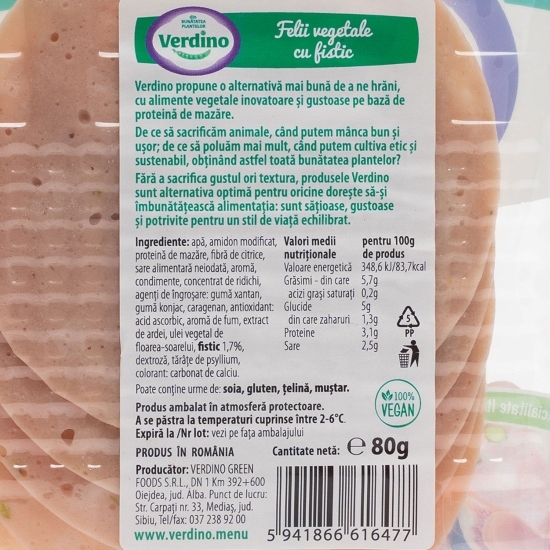 DIN
BUNĂTATEA
PLANTELOR
Verdino
Felii vegetale
cu fistic
Verdino propune o alternativă mai bună de a ne hrăni,
cu alimente vegetale inovatoare și gustoase pe bază de
proteină de mazăre.
De ce să sacrificăm animale, când putem mânca bun și
ușor; de ce să poluăm mai mult, când putem cultiva etic și
sustenabil, obținând astfel toată bunătatea plantelor?
Fără a sacrifica gustul ori textura, produsele Verdino
sunt alternativa optimă pentru oricine dorește să-și
îmbunătățească alimentația: sunt sățioase, gustoase
și potrivite pentru un stil de viață echilibrat.
Ingrediente: apă, amidon modificat,
proteină de mazăre, fibră de citrice,
sare alimentară neiodată, aromă,
condimente, concentrat de ridichi,
agenți de îngroșare: gumă xantan,
gumă konjac, caragenan, antioxidant:
acid ascorbic, aromă de fum, extract
de ardei, ulei vegetal de
floarea-soarelui, fistic 1,7%,
dextroză, tărâțe de psyllium,
colorant: carbonat de calciu.
Valori medii pentru 100g
nutriționale de produs
Valoare energetică 348,6 kJ/83,7kcal
Grăsimi - din care 5,7g
acizi grași saturați 0,2g
Glucide 5g
din care zaharuri 1,3g
Proteine 3,1g
Sare 2,5g
5
PP
Poate conține urme de: soia, gluten, țelină, muștar.
100%
VEGAN
Produs ambalat în atmosferă protectoare.
A se păstra la temperaturi cuprinse între 2-6°C.
Expiră la /Nr lot: vezi pe fața ambalajului
PRODUS ÎN ROMÂNIA
Cantitate netă: e 80g
Producător: VERDINO GREEN
FOODS S.R.L., DN 1 Km 392+600
Oiejdea, jud. Alba. Punct de lucru:
Str. Carpați nr. 33, Mediaș, jud.
Sibiu, Tel/fax: 037 238 92 00
www.verdino.menu
5 941866 616477